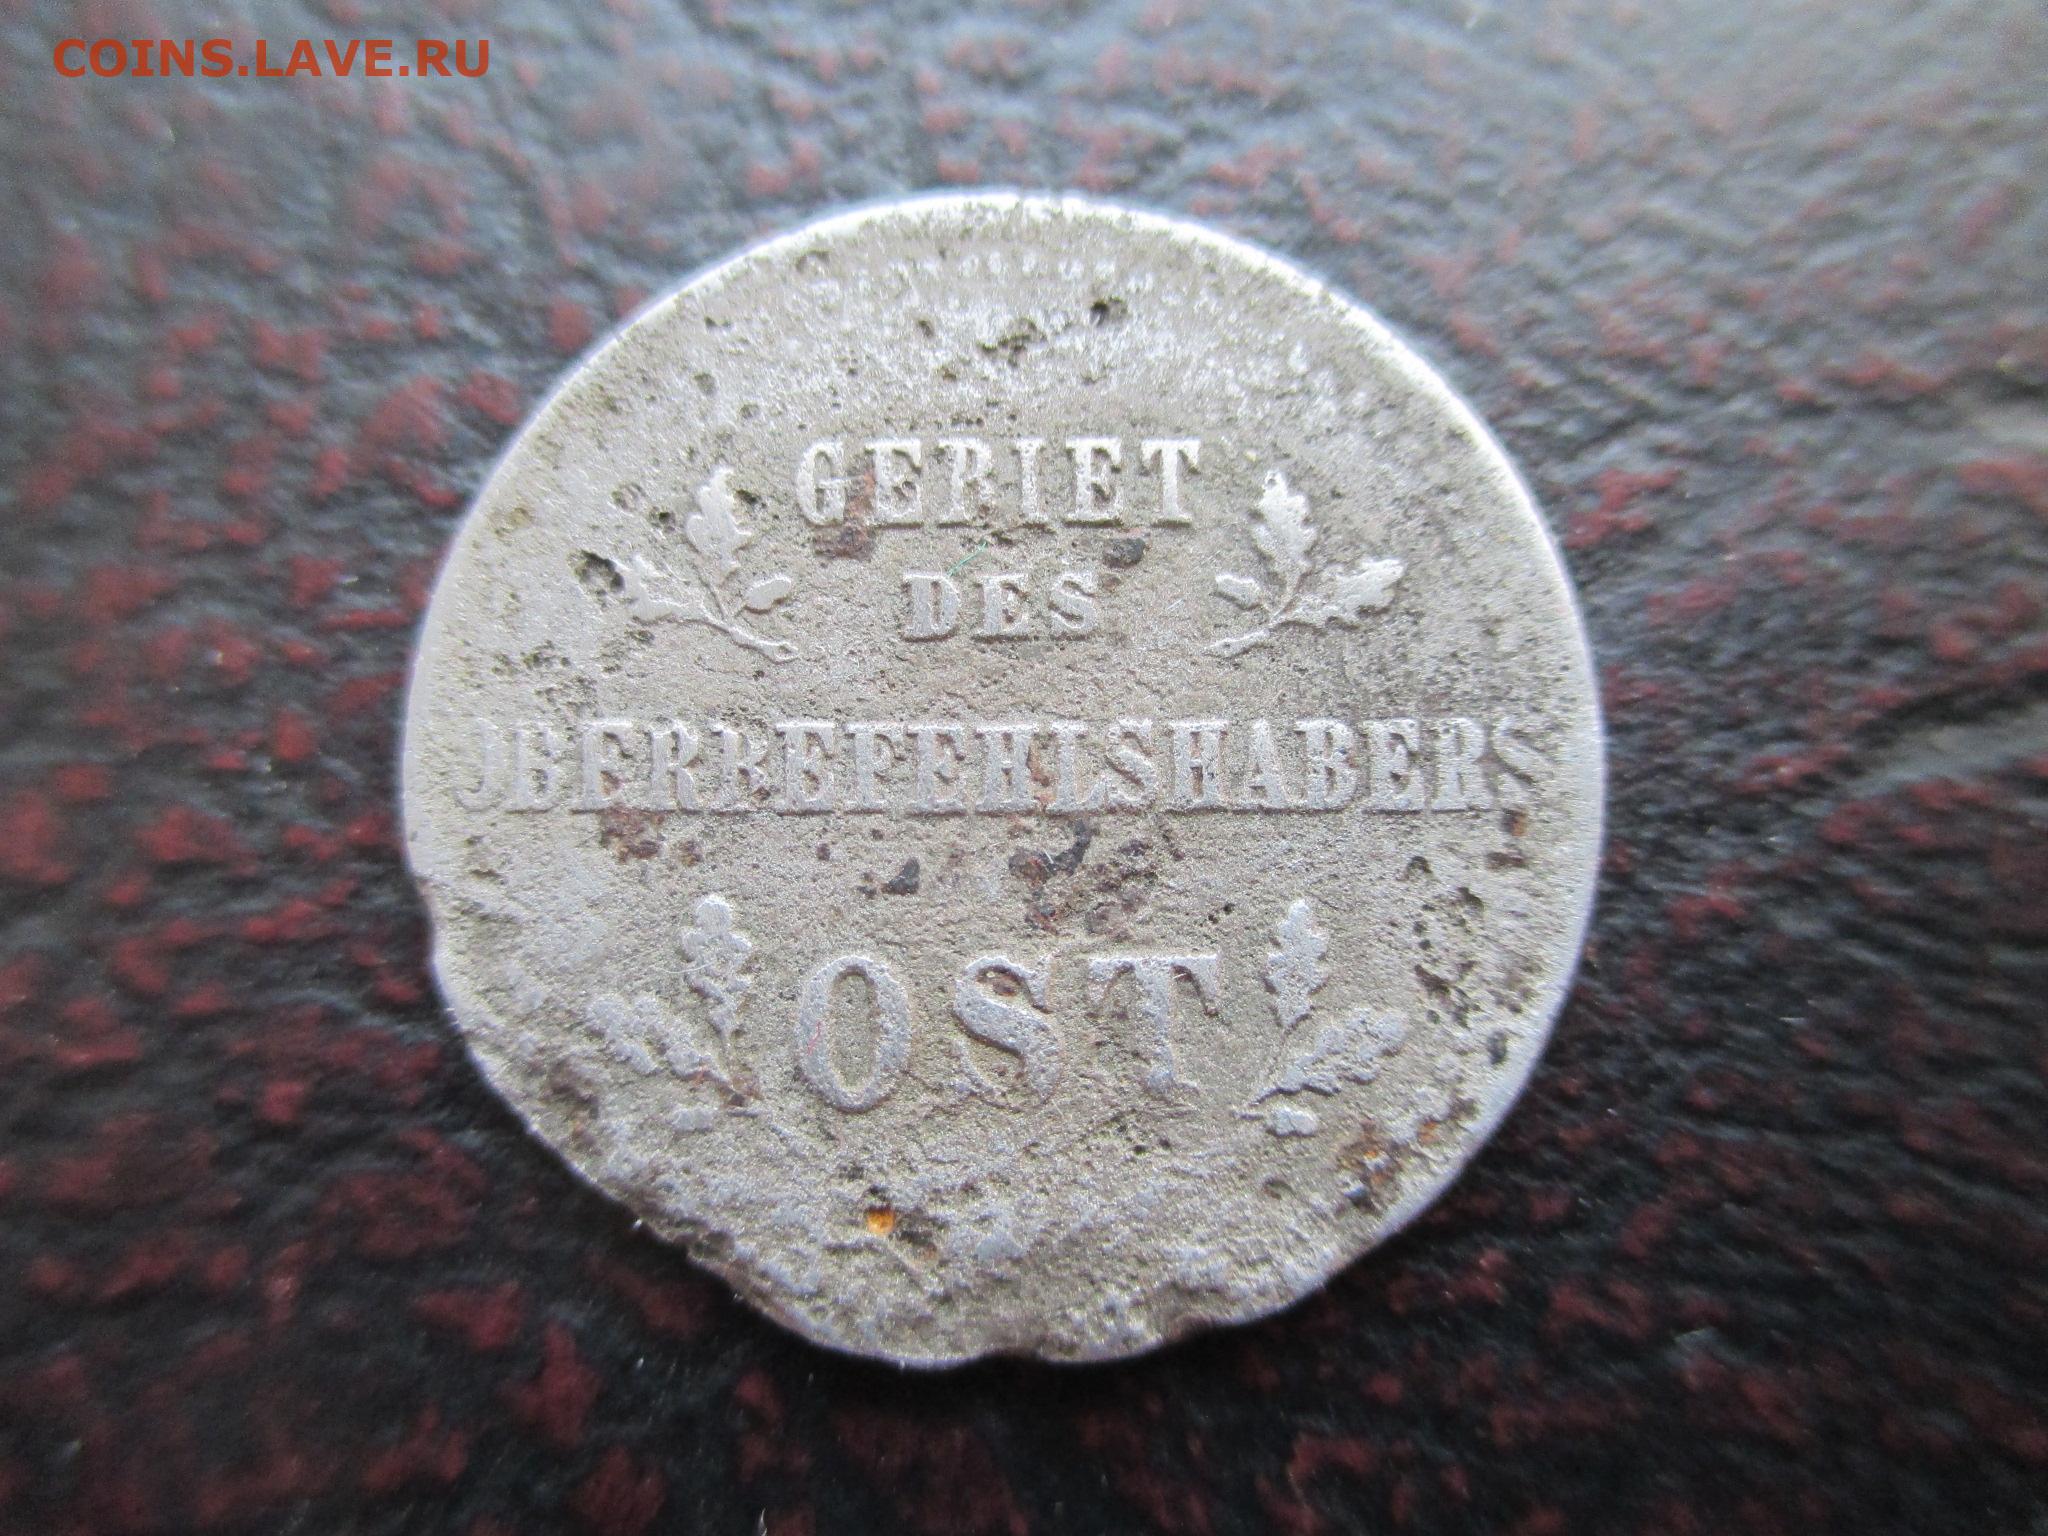 COINS.LAVE.RU
GEBIET
DES
OBERBEFEHLSHABERS
OST